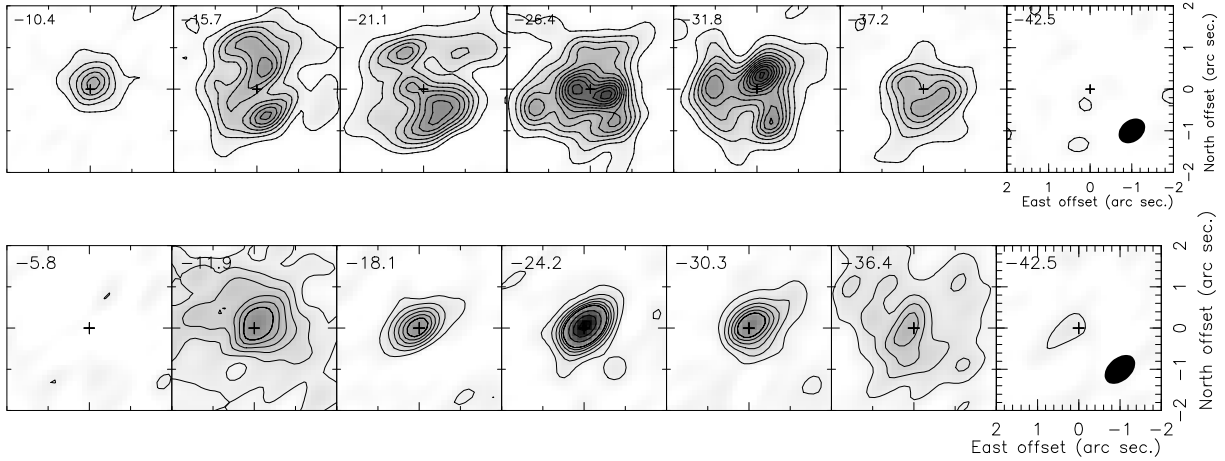 −10.4 −15.7 −21.1 −26.4 −31.8 −37.2 −42.5
2 1 0 −1 −2
North offset (arc sec.)
2 1 0 −1 −2
East offset (arc sec.)
−5.8 −11.9 −18.1 −24.2 −30.3 −36.4 −42.5
2 1 0 −1 −2
North offset (arc sec.)
2 1 0 −1 −2
East offset (arc sec.)